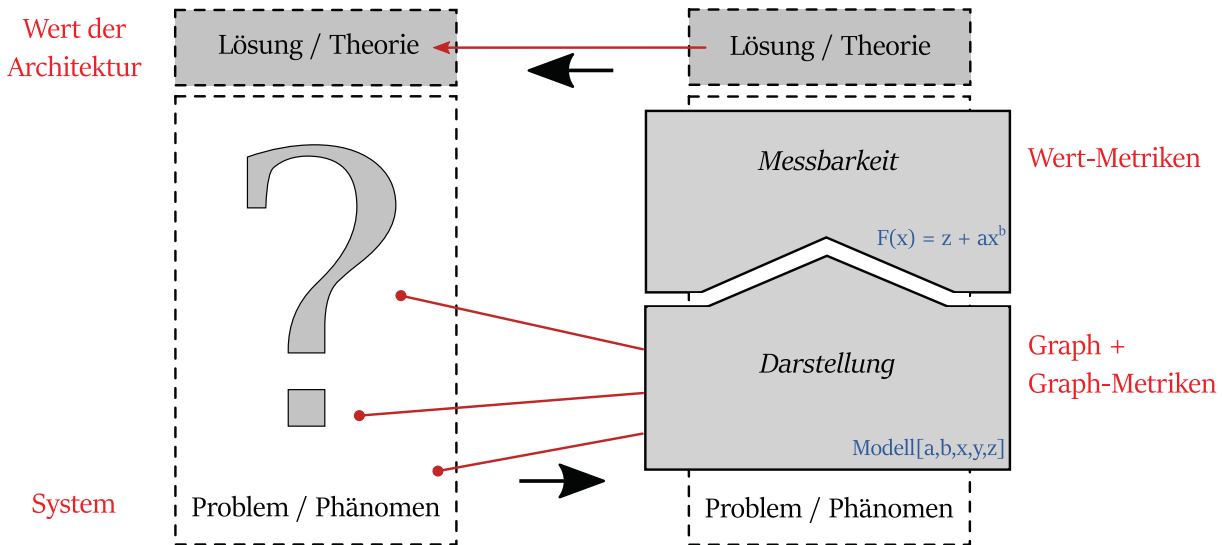 Wert der
Architektur
Lösung / Theorie
Lösung / Theorie
Messbarkeit
Wert-Metriken
F(x) = z + ax^b
Darstellung
Graph +
Graph-Metriken
Modell[a,b,x,y,z]
System
Problem / Phänomen
Problem / Phänomen
?